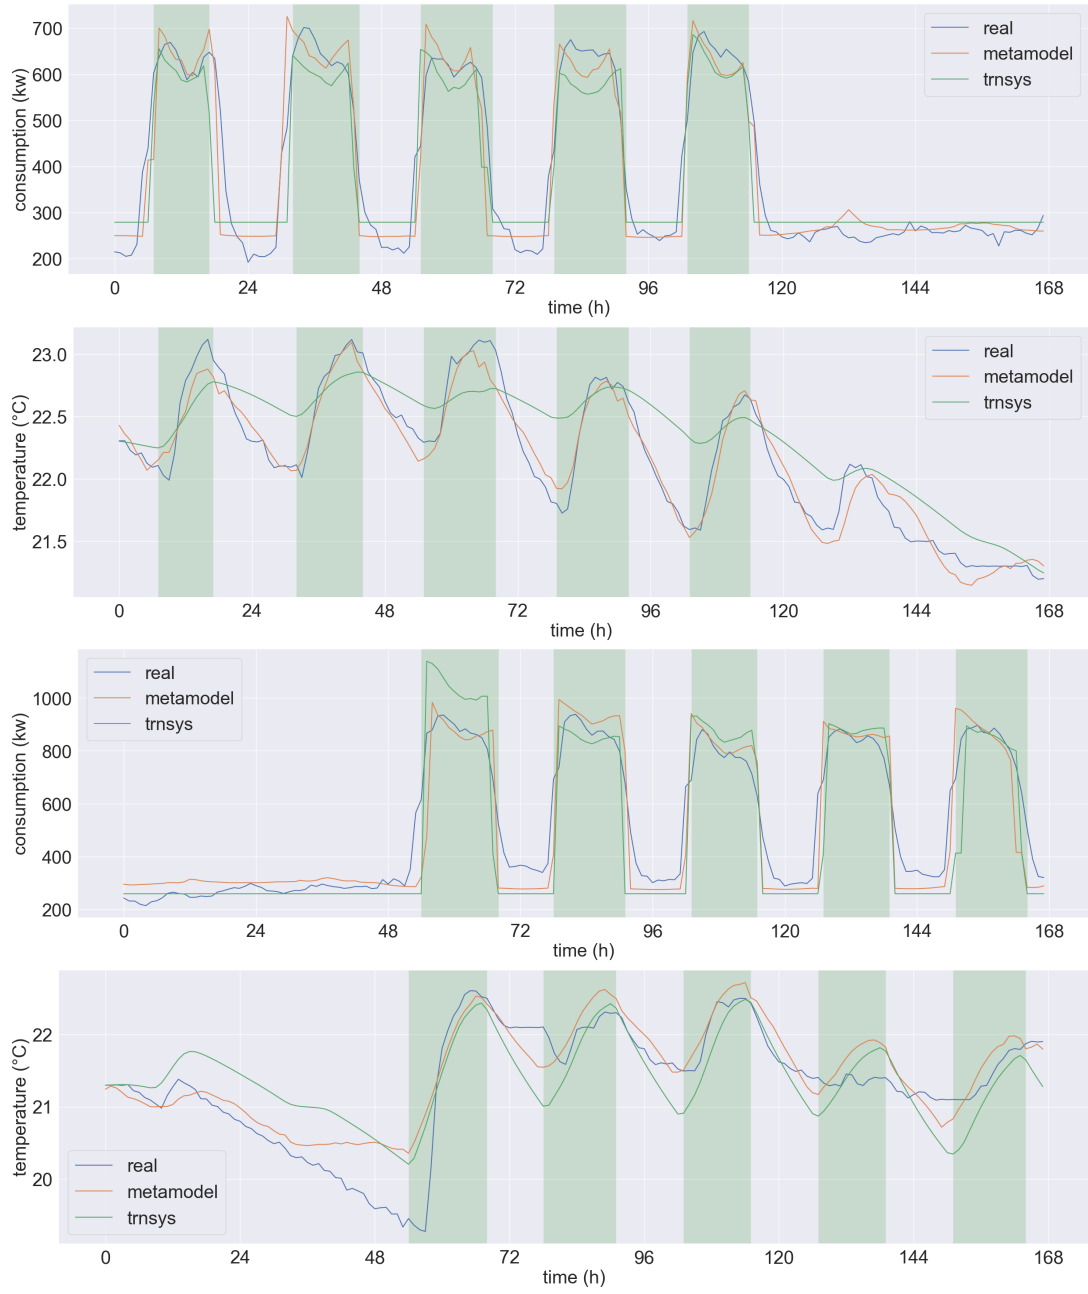 consumption (kw)
700
600
500
400
300
200
real
metamodel
trnsys
0 24 48 72 96 120 144 168
time (h)
temperature (°C)
23.0
22.5
22.0
21.5
real
metamodel
trnsys
0 24 48 72 96 120 144 168
time (h)
consumption (kw)
1000
800
600
400
200
real
metamodel
trnsys
0 24 48 72 96 120 144 168
time (h)
temperature (°C)
22
21
20
real
metamodel
trnsys
0 24 48 72 96 120 144 168
time (h)